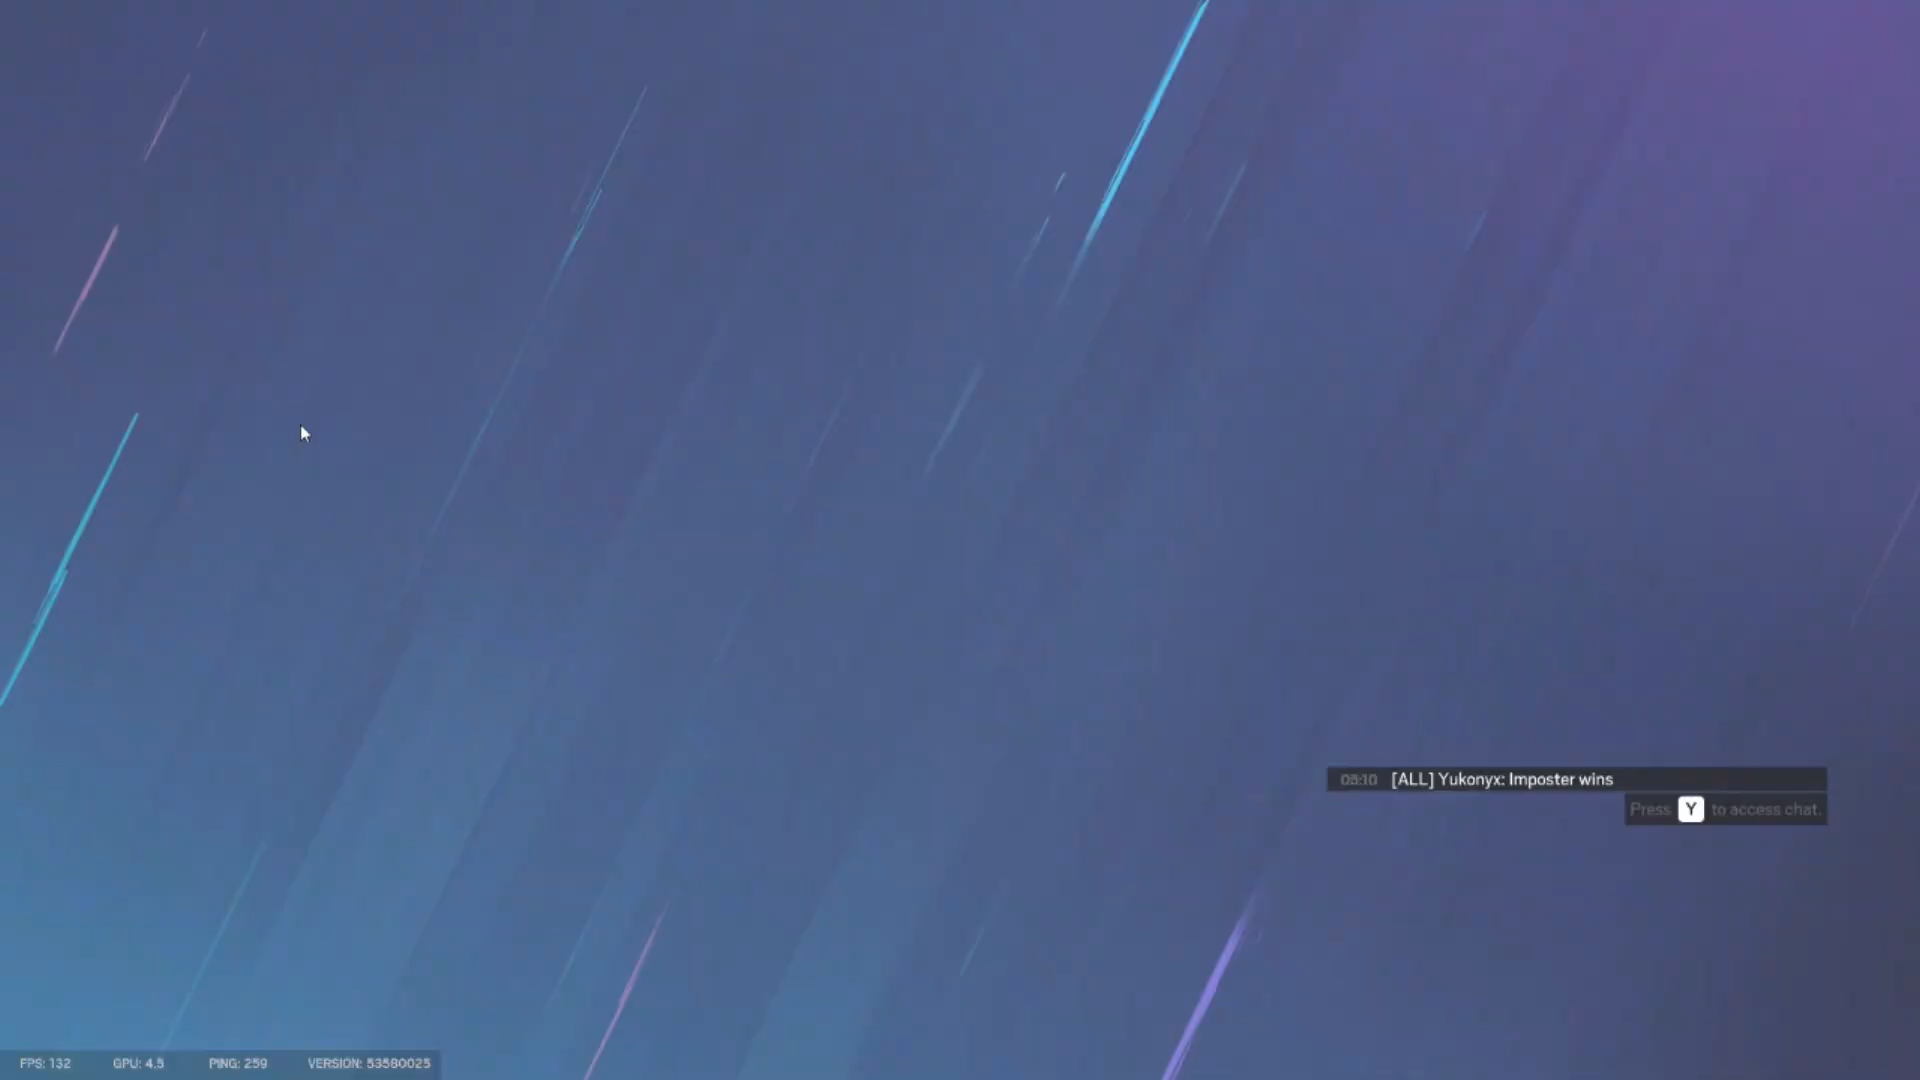 08:10 [ALL] Yukonyx: Imposter wins
Press Y to access chat.
FPS: 132 GPU: 4.5 PING: 259 VERSION: 53580025